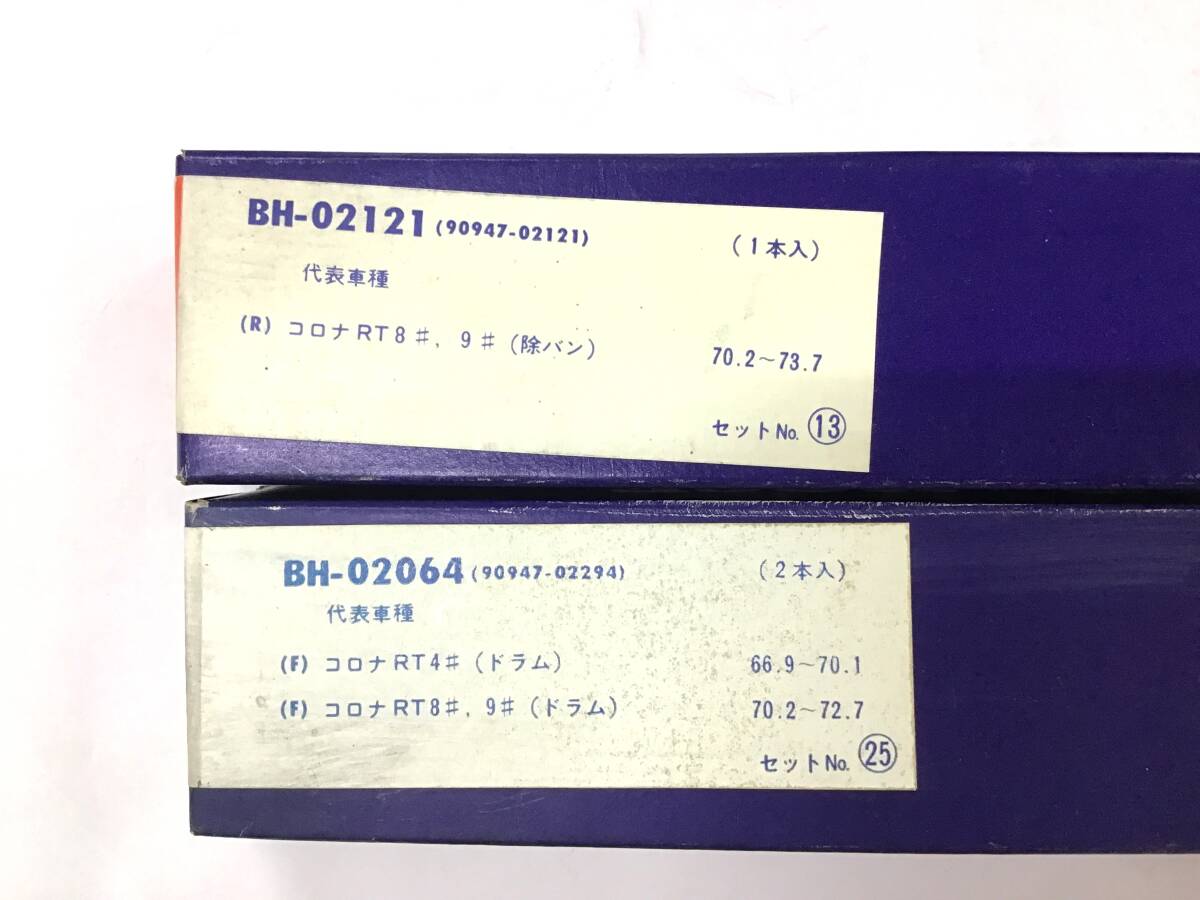 BH-02121 (90947-02121) (1本入)
代表車種
(R) コロナRT8♯, 9♯ (除バン) 70.2～73.7
セットNo. ⑬
BH-02064 (90947-02294) (2本入)
代表車種
(F) コロナRT4♯ (ドラム) 66.9～70.1
(F) コロナRT8♯, 9♯ (ドラム) 70.2～72.7
セットNo. ㉕